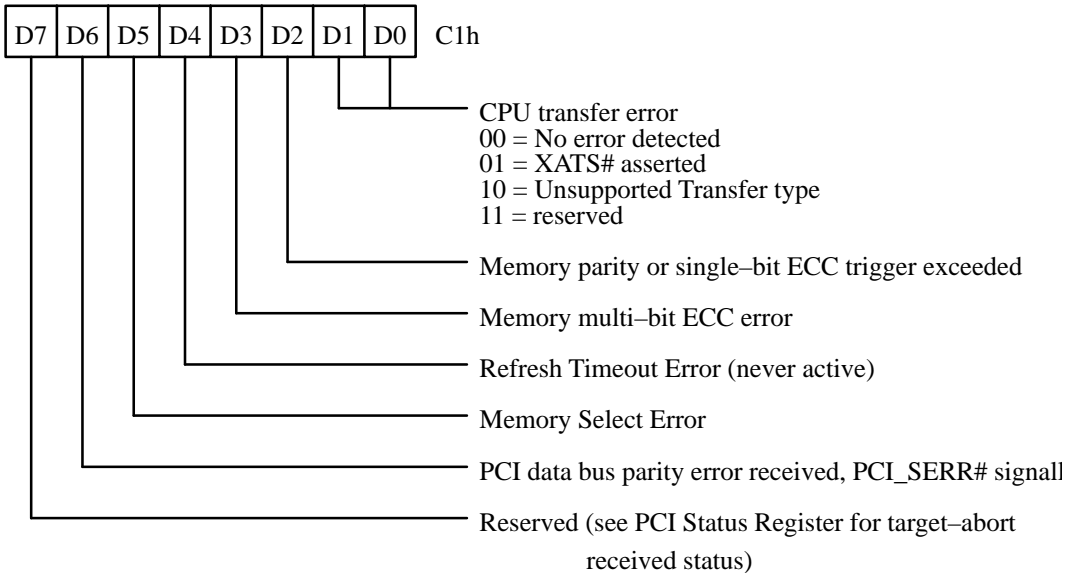 D7 D6 D5 D4 D3 D2 D1 D0 C1h
CPU transfer error
00 = No error detected
01 = XATS# asserted
10 = Unsupported Transfer type
11 = reserved
Memory parity or single–bit ECC trigger exceeded
Memory multi–bit ECC error
Refresh Timeout Error (never active)
Memory Select Error
PCI data bus parity error received, PCI_SERR# signall
Reserved (see PCI Status Register for target–abort
received status)